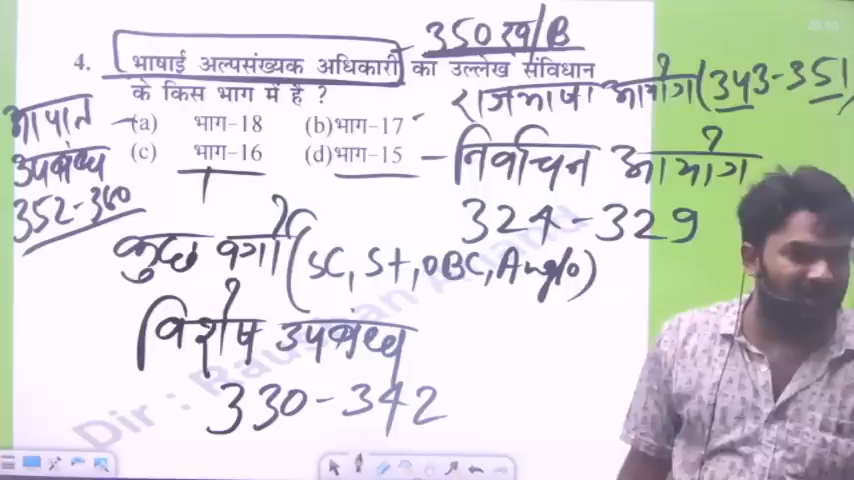 350 ख/B
4. भाषाई अल्पसंख्यक अधिकारी का उल्लेख संविधान
के किस भाग में है ?
राजभाषा आयोग (343-351)
(a) भाग-18 (b) भाग-17
(c) भाग-16 (d) भाग-15
आपात
उपबंध
352-360
निर्वाचन आयोग
324-329
कुछ वर्गों (SC, ST, OBC, Anglo)
विशेष उपबंध
330-342